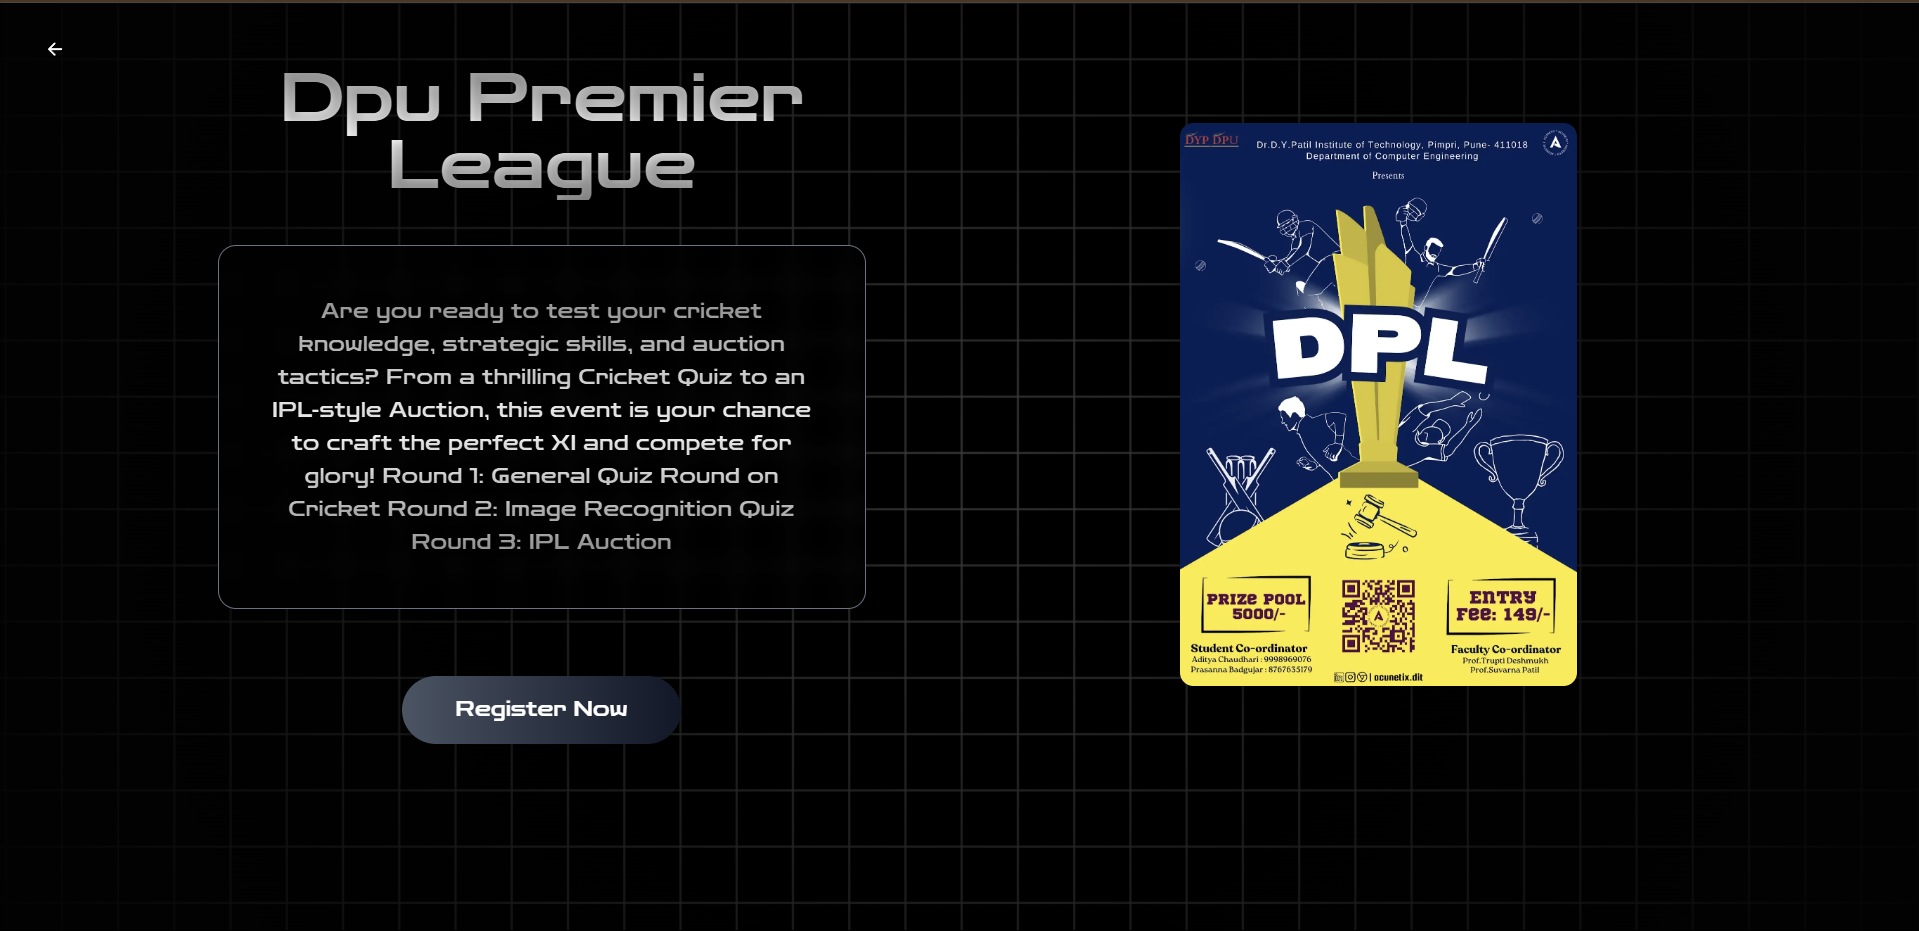 Dpu Premier
League
Are you ready to test your cricket
knowledge, strategic skills, and auction
tactics? From a thrilling Cricket Quiz to an
IPL-style Auction, this event is your chance
to craft the perfect XI and compete for
glory! Round 1: General Quiz Round on
Cricket Round 2: Image Recognition Quiz
Round 3: IPL Auction
Register Now
DYP DPU
Dr.D.Y.Patil Institute of Technology, Pimpri, Pune- 411018
Department of Computer Engineering
Presents
DPL
PRIZE POOL
5000/-
ENTRY
Fee: 149/-
Student Co-ordinator
Aditya Chaudhari : 9998969076
Prasanna Badgujar : 8767635179
Faculty Co-ordinator
Prof.Trupti Deshmukh
Prof.Suvarna Patil
| acunetix.dit